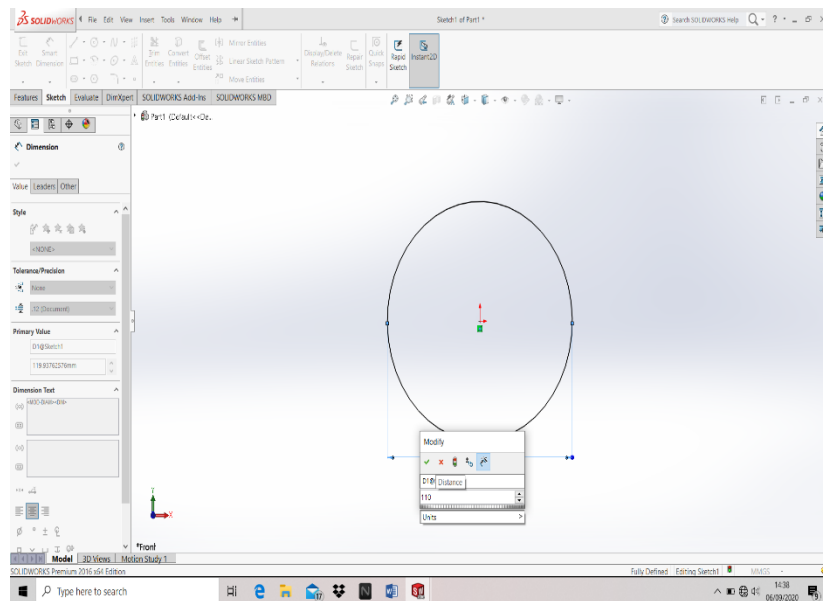 SOLIDWORKS File Edit View Insert Tools Window Help
Sketch1 of Part1 *
Search SOLIDWORKS Help
Exit Sketch
Smart Dimension
Trim Entities
Convert Entities
Offset Entities
Mirror Entities
Linear Sketch Pattern
Move Entities
Display/Delete Relations
Repair Sketch
Quick Snaps
Rapid Sketch
Instant2D
Features Sketch Evaluate DimXpert SOLIDWORKS Add-Ins SOLIDWORKS MBD
Part1 (Default<<De..
Dimension
Value Leaders Other
Style
<NONE>
Tolerance/Precision
None
.12 (Document)
Primary Value
D1@Sketch1
119.93762576mm
Dimension Text
<MOD-DIAM><DIM>
Modify
D1@
Distance
110
Units
Y
X
*Front
Model 3D Views Motion Study 1
SOLIDWORKS Premium 2016 x64 Edition
Fully Defined Editing Sketch1 MMGS
Type here to search
17
14:38
06/09/2020